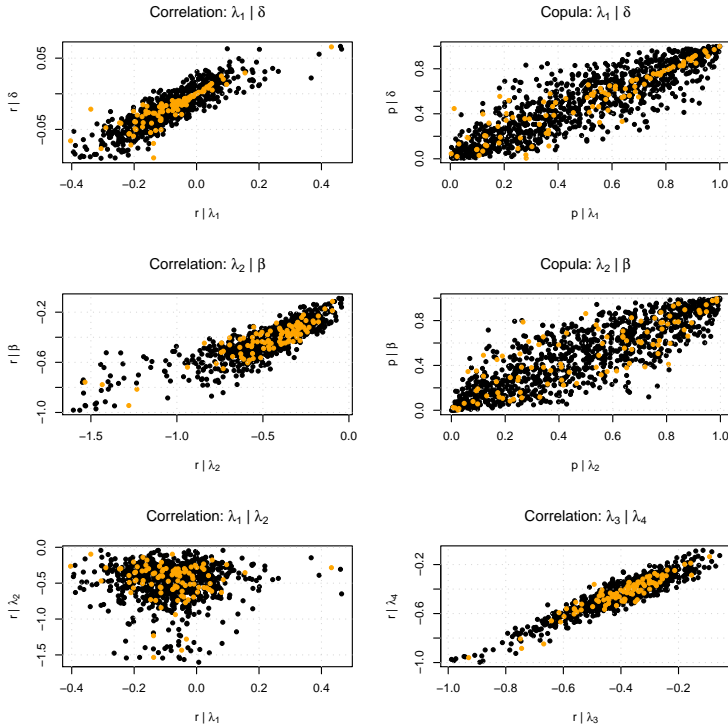 Correlation: λ₁ | δ
0.05
−0.05
r | δ
−0.4 −0.2 0.0 0.2 0.4
r | λ₁
Copula: λ₁ | δ
0.8
0.4
0.0
p | δ
0.0 0.2 0.4 0.6 0.8 1.0
p | λ₁
Correlation: λ₂ | β
−0.2
−0.6
−1.0
r | β
−1.5 −1.0 −0.5 0.0
r | λ₂
Copula: λ₂ | β
0.8
0.4
0.0
p | β
0.0 0.2 0.4 0.6 0.8 1.0
p | λ₂
Correlation: λ₁ | λ₂
0.0
−0.5
−1.0
−1.5
r | λ₂
−0.4 −0.2 0.0 0.2 0.4
r | λ₁
Correlation: λ₃ | λ₄
−0.2
−0.6
−1.0
r | λ₄
−1.0 −0.8 −0.6 −0.4 −0.2
r | λ₃